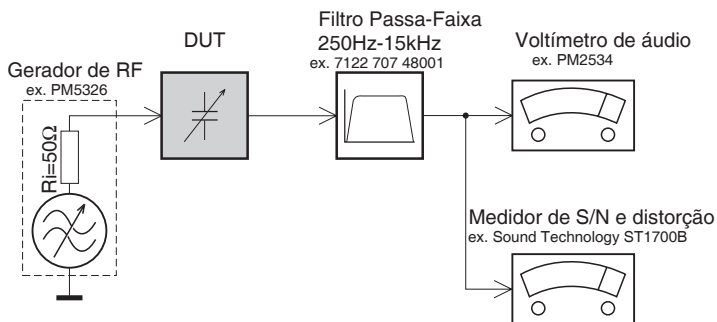 Gerador de RF
ex. PM5326
Ri=50Ω
DUT
Filtro Passa-Faixa
250Hz-15kHz
ex. 7122 707 48001
Voltímetro de áudio
ex. PM2534
Medidor de S/N e distorção
ex. Sound Technology ST1700B